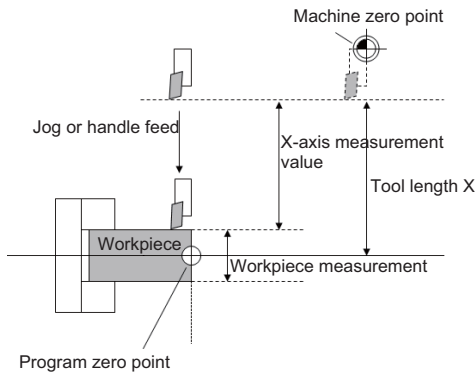 Machine zero point
Jog or handle feed
X-axis measurement
value
Tool length X
Workpiece
Workpiece measurement
Program zero point